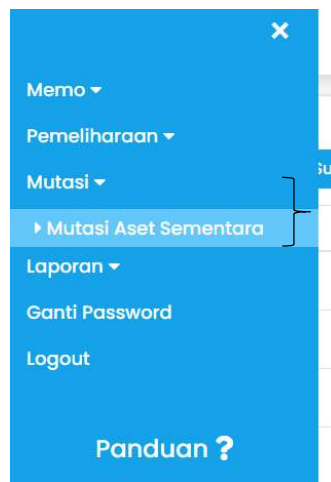 ×
Memo
Pemeliharaan
Mutasi
Mutasi Aset Sementara
Laporan
Ganti Password
Logout
Panduan ?